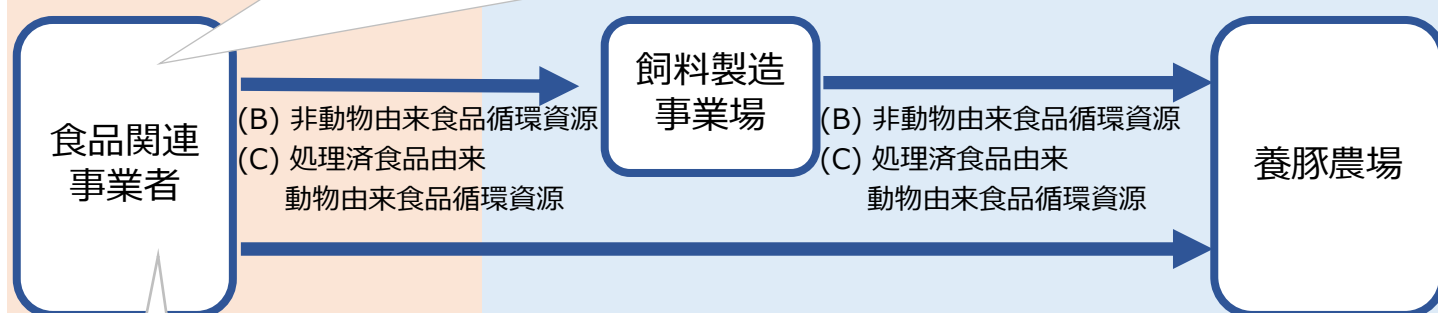 食品関連
事業者
(B) 非動物由来食品循環資源
(C) 処理済食品由来
動物由来食品循環資源
飼料製造
事業場
(B) 非動物由来食品循環資源
(C) 処理済食品由来
動物由来食品循環資源
養豚農場